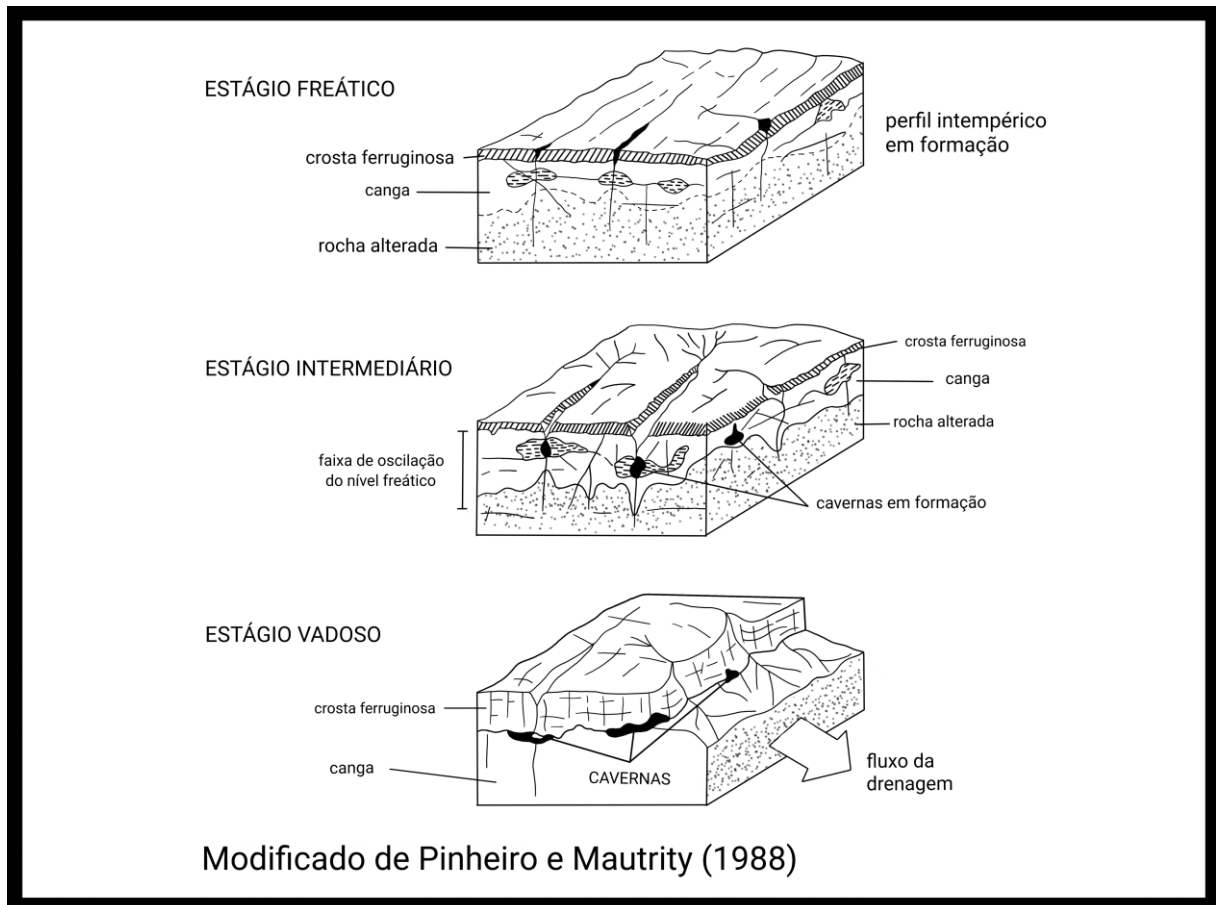 ESTÁGIO FREÁTICO
crosta ferruginosa
canga
rocha alterada
perfil intempérico
em formação
ESTÁGIO INTERMEDIÁRIO
faixa de oscilação
do nível freático
crosta ferruginosa
canga
rocha alterada
cavernas em formação
ESTÁGIO VADOSO
crosta ferruginosa
canga
CAVERNAS
fluxo da
drenagem
Modificado de Pinheiro e Mautrity (1988)